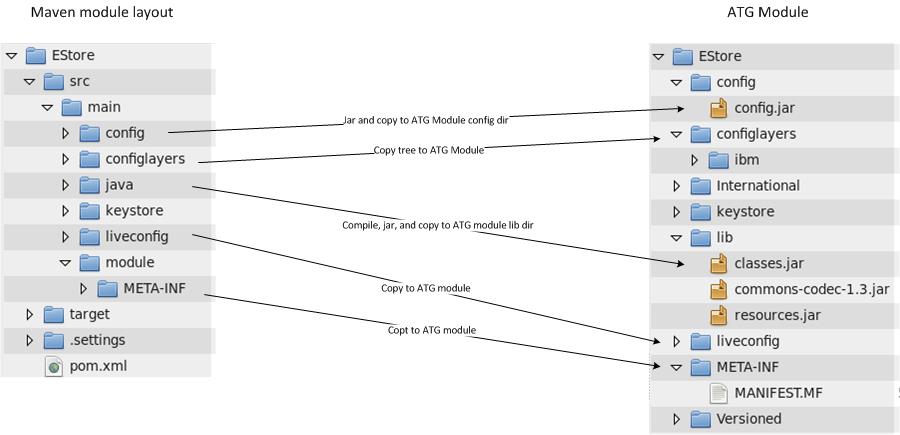 Maven module layout
EStore
src
main
config
configlayers
java
keystore
liveconfig
module
META-INF
target
.settings
pom.xml
Jar and copy to ATG Module config dir
Copy tree to ATG Module
Compile, jar, and copy to ATG module lib dir
Copy to ATG module
Copt to ATG module
ATG Module
EStore
config
config.jar
configlayers
ibm
International
keystore
lib
classes.jar
commons-codec-1.3.jar
resources.jar
liveconfig
META-INF
MANIFEST.MF
Versioned